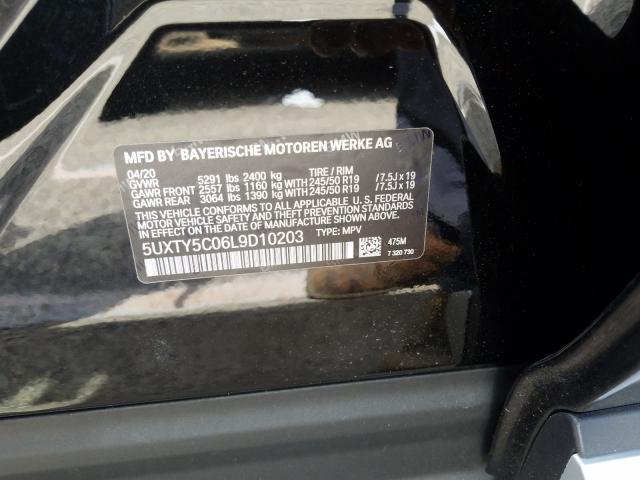 MFD BY BAYERISCHE MOTOREN WERKE AG
04/20
GVWR 5291 lbs 2400 kg TIRE / RIM
GAWR FRONT 2557 lbs 1160 kg WITH 245/50 R19 / 7.5J x 19
GAWR REAR 3064 lbs 1390 kg WITH 245/50 R19 / 7.5J x 19
THIS VEHICLE CONFORMS TO ALL APPLICABLE U. S. FEDERAL
MOTOR VEHICLE SAFETY AND THEFT PREVENTION STANDARDS
IN EFFECT ON THE DATE OF MANUFACTURE SHOWN ABOVE.
5UXTY5C06L9D10203 TYPE: MPV
475M
7 320 730